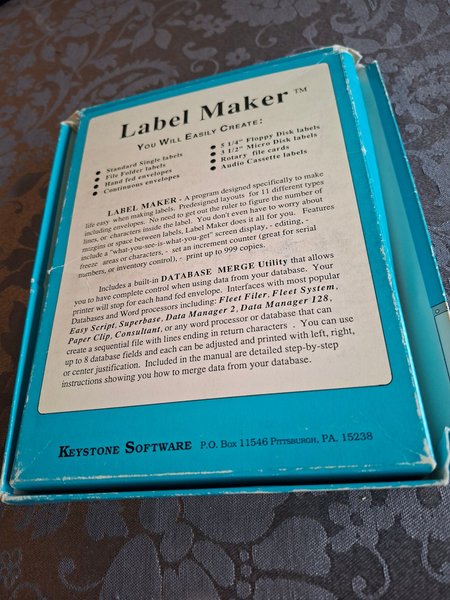 Label Maker™
YOU WILL EASILY CREATE:
• Standard Single labels
• File Folder labels
• Hand fed envelopes
• Continuous envelopes
• 5 1/4" Floppy Disk labels
• 3 1/2" Micro Disk labels
• Rotary file cards
• Audio Cassette labels
LABEL MAKER - A program designed specifically to make
life easy when making labels. Predesigned layouts for 11 different types
including envelopes. No need to get out the ruler to figure the number of
lines, or characters inside the label. You don't even have to worry about
margins or space between labels, Label Maker does it all for you. Features
include a "what-you-see-is-what-you-get" screen display, - editing, -
freeze areas or characters, - set an increment counter (great for serial
numbers, or inventory control), - print up to 999 copies.
Includes a built-in DATABASE MERGE Utility that allows
you to have complete control when using data from your database. Your
printer will stop for each hand fed envelope. Interfaces with most popular
Databases and Word processors including: Fleet Filer, Fleet System,
Easy Script, Superbase, Data Manager 2, Data Manager 128,
Paper Clip, Consultant, or any word processor or database that can
create a sequential file with lines ending in return characters . You can use
up to 8 database fields and each can be adjusted and printed with left, right,
or center justification. Included in the manual are detailed step-by-step
instructions showing you how to merge data from your database.
KEYSTONE SOFTWARE P.O. BOX 11546 PITTSBURGH, PA. 15238